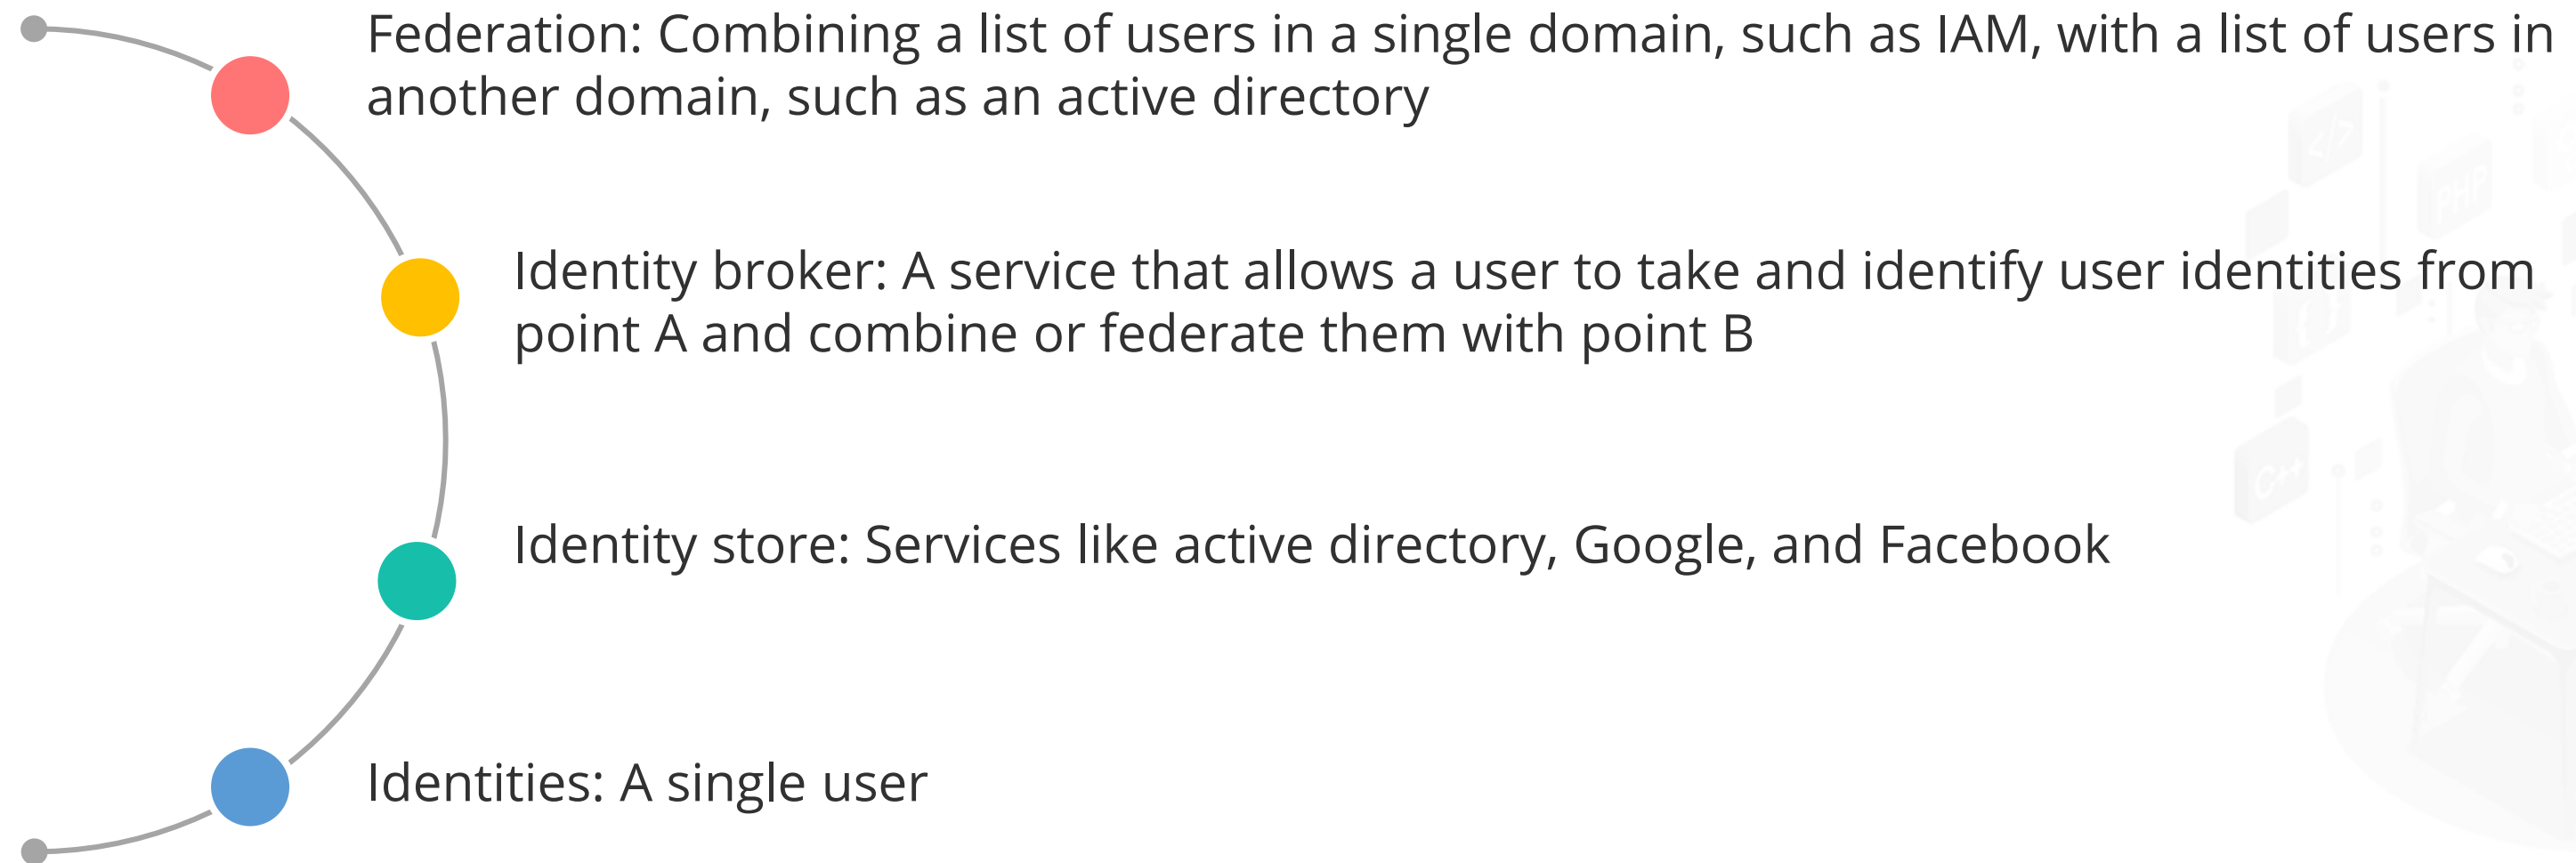 Federation: Combining a list of users in a single domain, such as IAM, with a list of users in
another domain, such as an active directory
Identity broker: A service that allows a user to take and identify user identities from
point A and combine or federate them with point B
Identity store: Services like active directory, Google, and Facebook
Identities: A single user
</>
PHP
{ }
C++